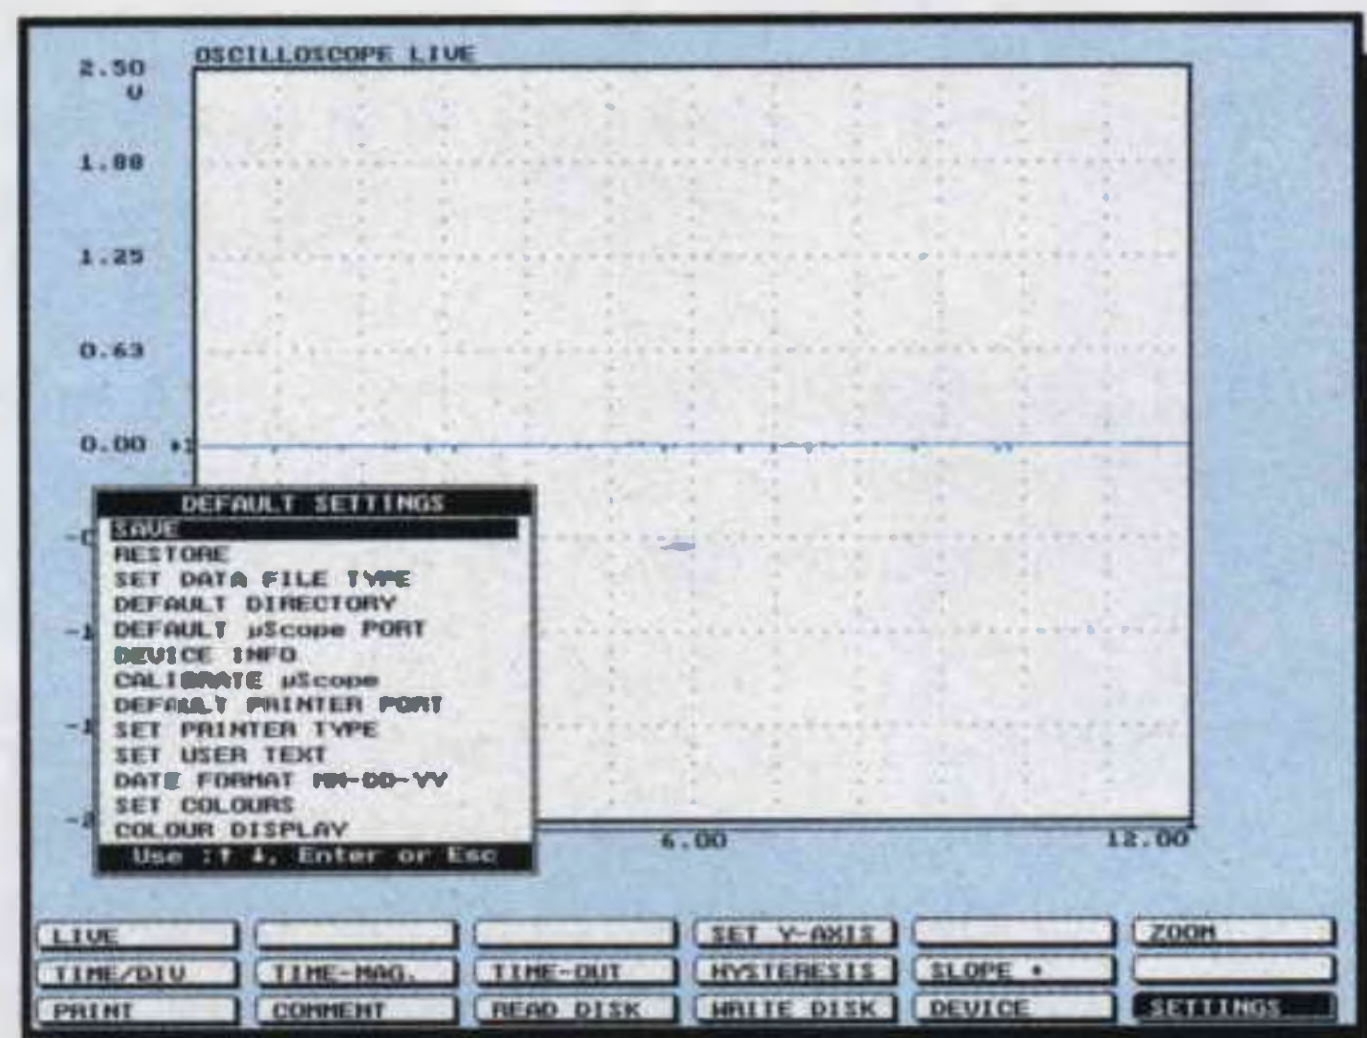 OSCILLOSCOPE LIVE
2.50
V
1.88
1.25
0.63
0.00
DEFAULT SETTINGS
SAVE
RESTORE
SET DATA FILE TYPE
DEFAULT DIRECTORY
DEFAULT µScope PORT
DEVICE INFO
CALIBRATE µScope
DEFAULT PRINTER PORT
SET PRINTER TYPE
SET USER TEXT
DATE FORMAT MM-DD-YY
SET COLOURS
COLOUR DISPLAY
Use :↑ ↓, Enter or Esc
6.00 12.00
LIVE SET Y-AXIS ZOOM
TIME/DIV TIME-MAG. TIME-OUT HYSTERESIS SLOPE +
PRINT COMMENT READ DISK WRITE DISK DEVICE SETTINGS